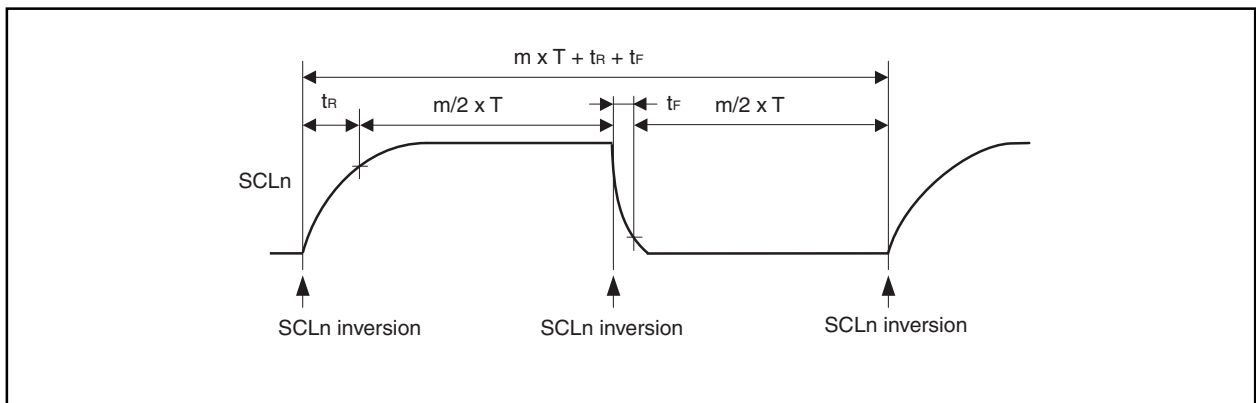 m x T + tR + tF
tR
m/2 x T
tF
m/2 x T
SCLn
SCLn inversion
SCLn inversion
SCLn inversion